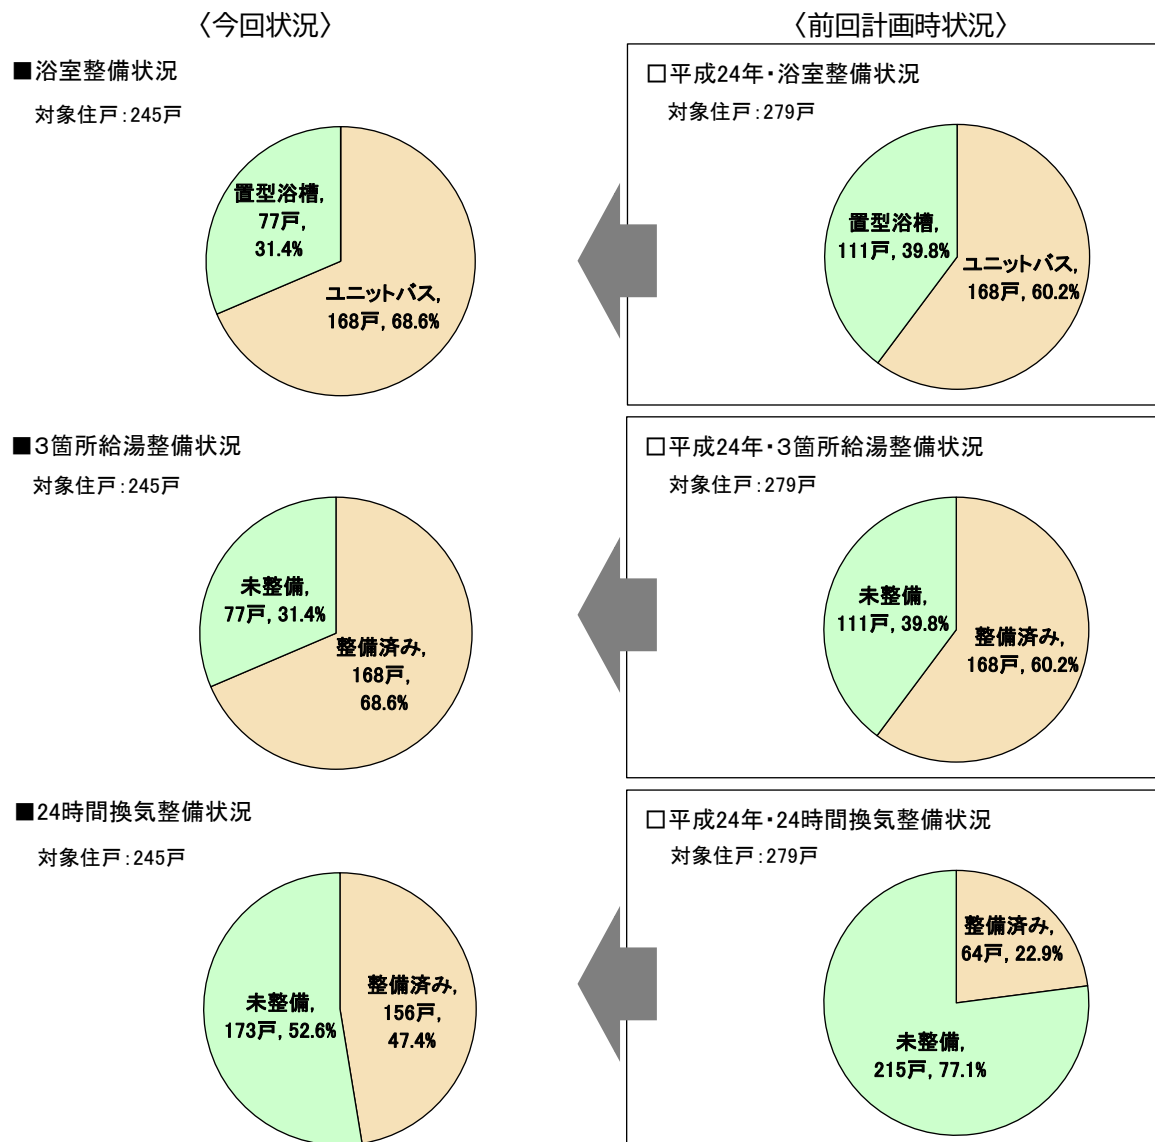 〈今回状況〉
〈前回計画時状況〉
■浴室整備状況
対象住戸:245戸
置型浴槽,
77戸,
31.4%
ユニットバス,
168戸, 68.6%
□平成24年・浴室整備状況
対象住戸:279戸
置型浴槽,
111戸, 39.8%
ユニットバス,
168戸, 60.2%
■3箇所給湯整備状況
対象住戸:245戸
未整備,
77戸, 31.4%
整備済み,
168戸,
68.6%
□平成24年・3箇所給湯整備状況
対象住戸:279戸
未整備,
111戸, 39.8%
整備済み,
168戸, 60.2%
■24時間換気整備状況
対象住戸:245戸
未整備,
173戸, 52.6%
整備済み,
156戸,
47.4%
□平成24年・24時間換気整備状況
対象住戸:279戸
整備済み,
64戸, 22.9%
未整備,
215戸, 77.1%